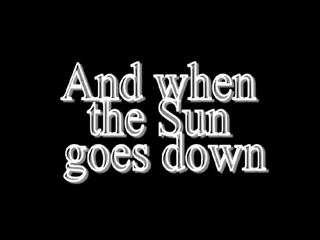 And when
the Sun
goes down